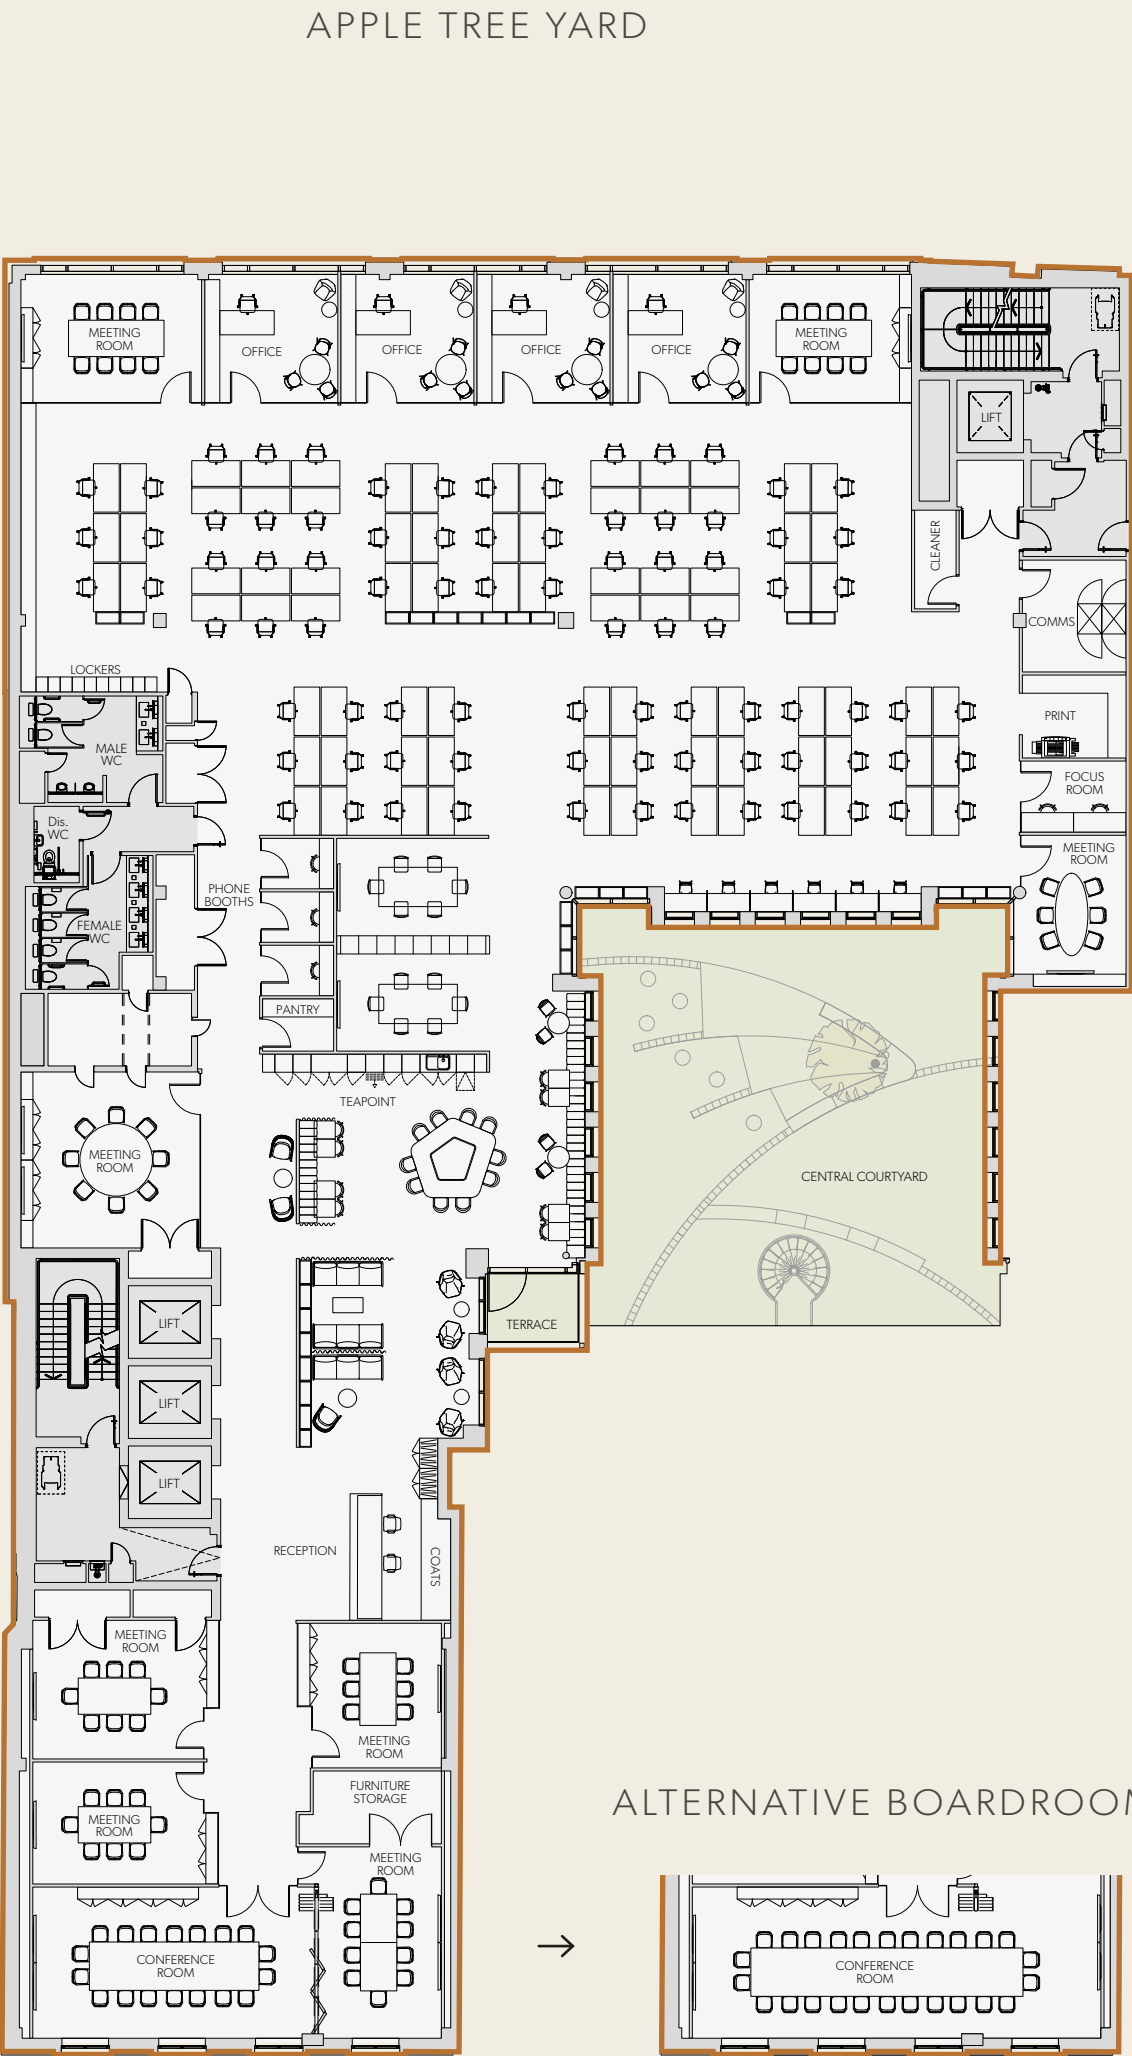 APPLE TREE YARD
MEETING
ROOM
OFFICE
OFFICE
OFFICE
OFFICE
MEETING
ROOM
LIFT
CLEANER
COMMS
LOCKERS
MALE
WC
PRINT
FOCUS
ROOM
Dis.
WC
MEETING
ROOM
PHONE
BOOTHS
FEMALE
WC
PANTRY
TEAPOINT
MEETING
ROOM
CENTRAL COURTYARD
LIFT
TERRACE
LIFT
LIFT
RECEPTION
COATS
MEETING
ROOM
MEETING
ROOM
FURNITURE
STORAGE
MEETING
ROOM
MEETING
ROOM
CONFERENCE
ROOM
ALTERNATIVE BOARDROOM
CONFERENCE
ROOM